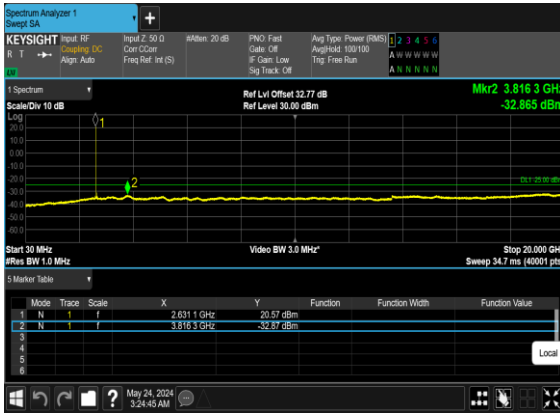 Spectrum Analyzer 1
Swept SA
+
KEYSIGHT Input: RF Input Z: 50 Ω #Atten: 20 dB PNO: Fast Avg Type: Power (RMS) 1 2 3 4 5 6
R T Coupling: DC Corr CCorr Gate: Off Avg|Hold: 100/100 A W W W W W
Align: Auto Freq Ref: Int (S) IF Gain: Low Trig: Free Run
LXI Sig Track: Off A N N N N N
1 Spectrum Ref Lvl Offset 32.77 dB Mkr2 3.816 3 GHz
Scale/Div 10 dB Ref Level 30.00 dBm -32.865 dBm
Log
20.0
10.0
0.00
-10.0
-20.0
-30.0
-40.0
-50.0
-60.0
1
2
DL1 -25.00 dBm
Start 30 MHz Video BW 3.0 MHz* Stop 20.000 GHz
#Res BW 1.0 MHz Sweep 34.7 ms (40001 pts)
5 Marker Table
Mode Trace Scale X Y Function Function Width Function Value
1 N 1 f 2.631 1 GHz 20.57 dBm
2 N 1 f 3.816 3 GHz -32.87 dBm
3
4
5
6
Local
? May 24, 2024
3:24:45 AM